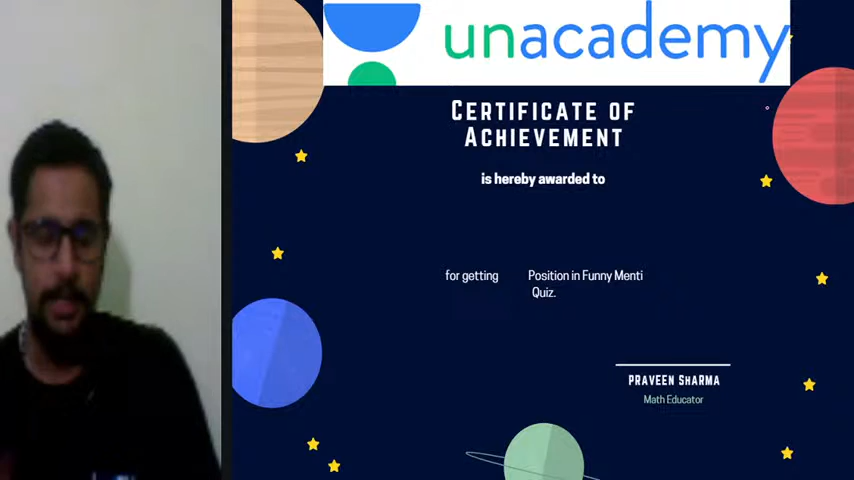 unacademy
CERTIFICATE OF
ACHIEVEMENT
is hereby awarded to
for getting Position in Funny Menti
Quiz.
PRAVEEN SHARMA
Math Educator